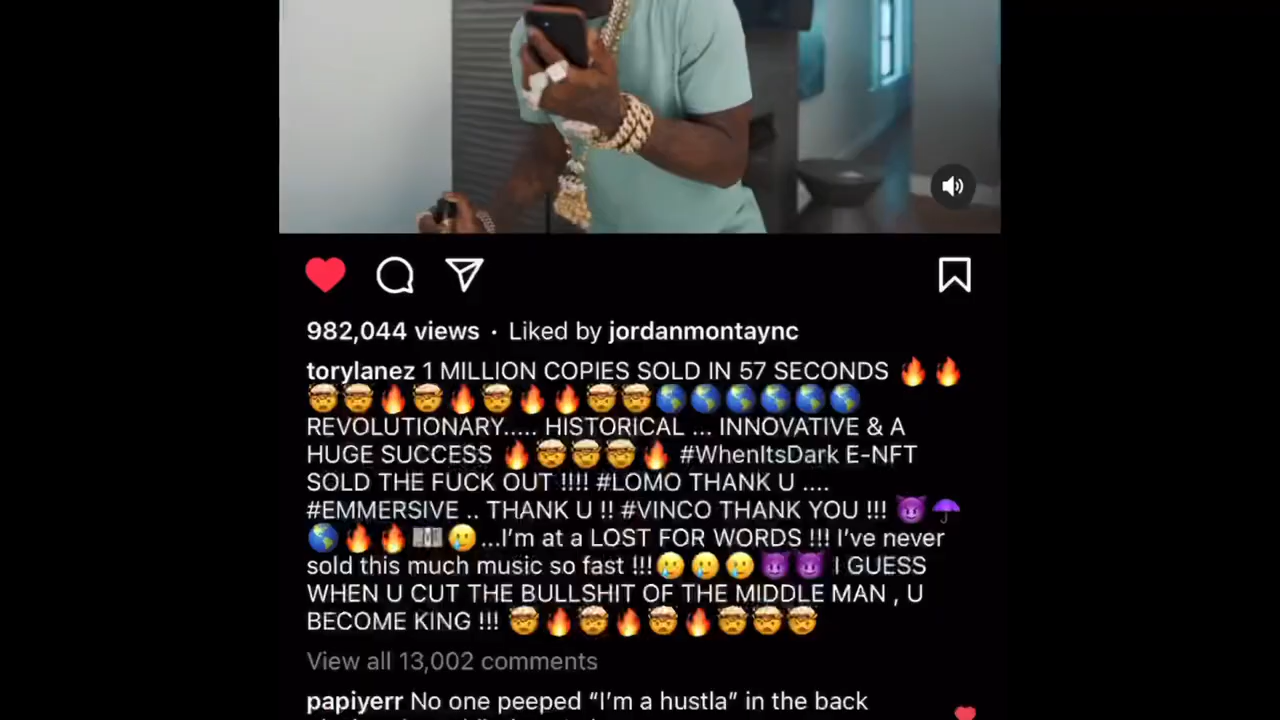 982,044 views · Liked by jordanmontaync
torylanez 1 MILLION COPIES SOLD IN 57 SECONDS 🔥🔥
🤯🤯🔥🤯🔥🤯🔥🔥🤯🤯🌎🌎🌎🌎🌎🌎
REVOLUTIONARY..... HISTORICAL ... INNOVATIVE & A
HUGE SUCCESS 🔥🤯🤯🤯🔥 #WhenItsDark E-NFT
SOLD THE FUCK OUT !!!! #LOMO THANK U ....
#EMMERSIVE .. THANK U !! #VINCO THANK YOU !!! 😈☂️
🌎🔥🔥🎹🥲...I'm at a LOST FOR WORDS !!! I've never
sold this much music so fast !!!🥲🥲🥲😈😈 I GUESS
WHEN U CUT THE BULLSHIT OF THE MIDDLE MAN , U
BECOME KING !!! 🤯🔥🤯🔥🤯🔥🤯🤯🤯
View all 13,002 comments
papiyerr No one peeped “I'm a hustla” in the back